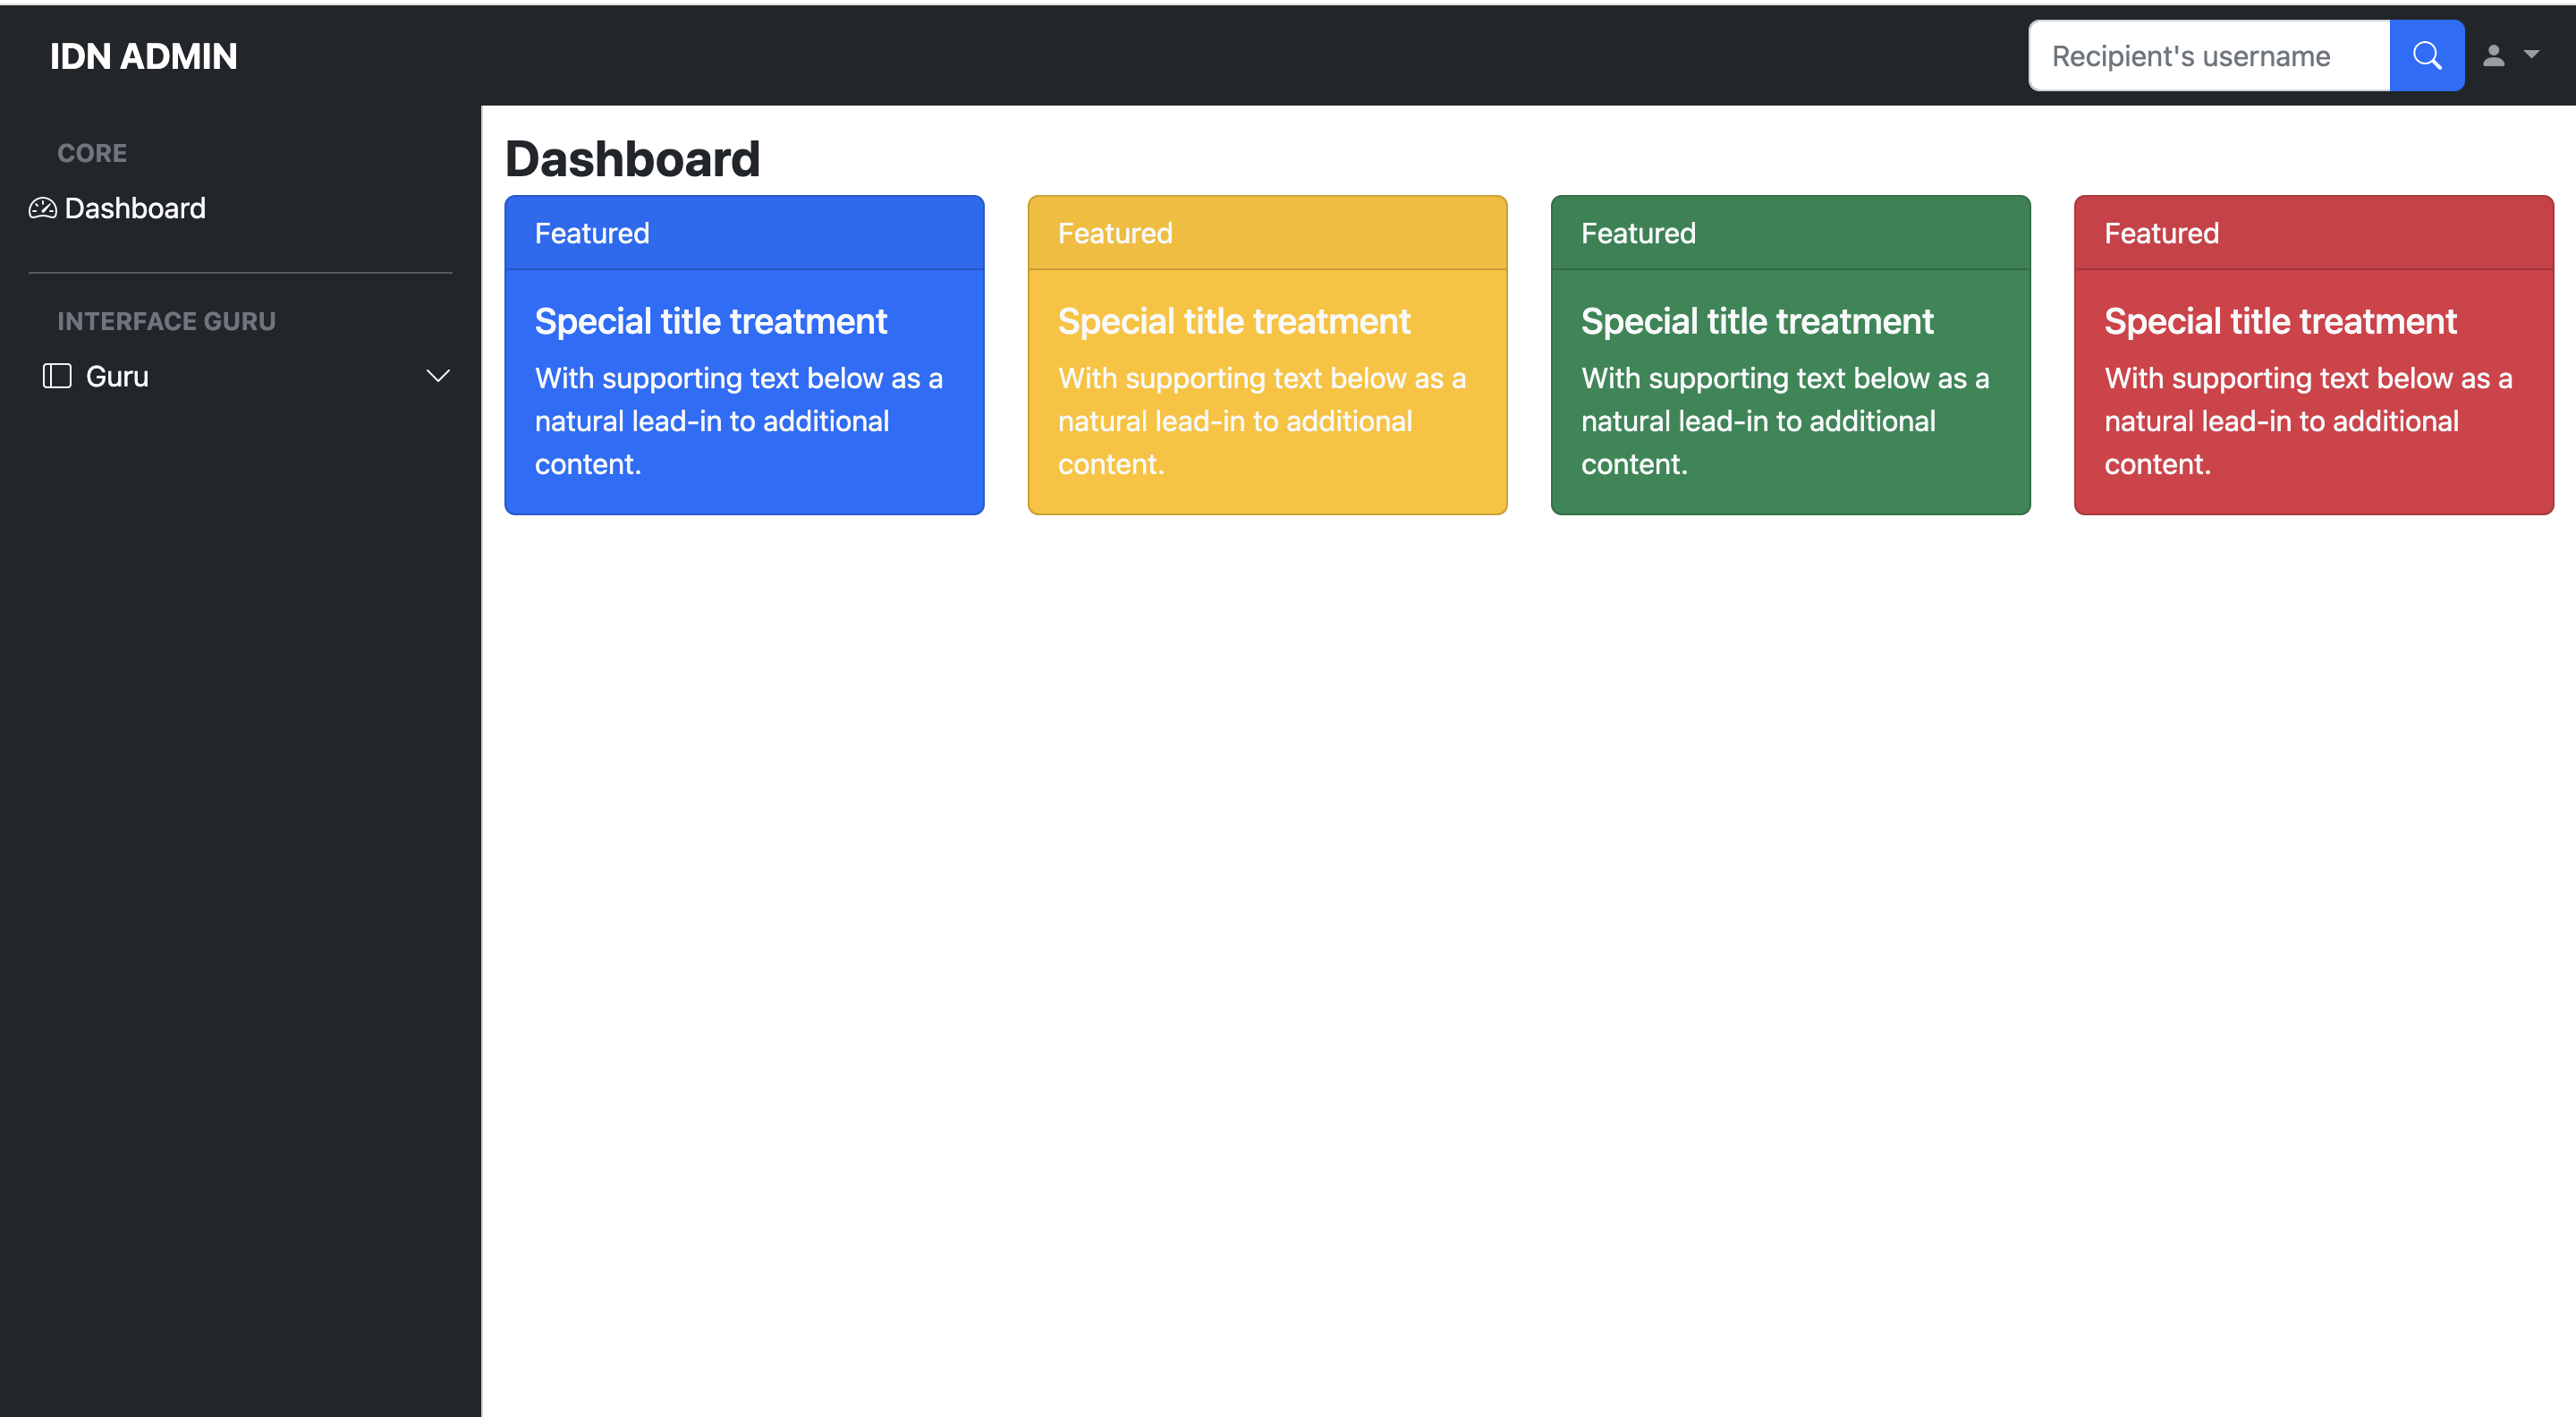 IDN ADMIN
Recipient's username
CORE
Dashboard
INTERFACE GURU
Guru
Dashboard
Featured
Special title treatment
With supporting text below as a
natural lead-in to additional
content.
Featured
Special title treatment
With supporting text below as a
natural lead-in to additional
content.
Featured
Special title treatment
With supporting text below as a
natural lead-in to additional
content.
Featured
Special title treatment
With supporting text below as a
natural lead-in to additional
content.